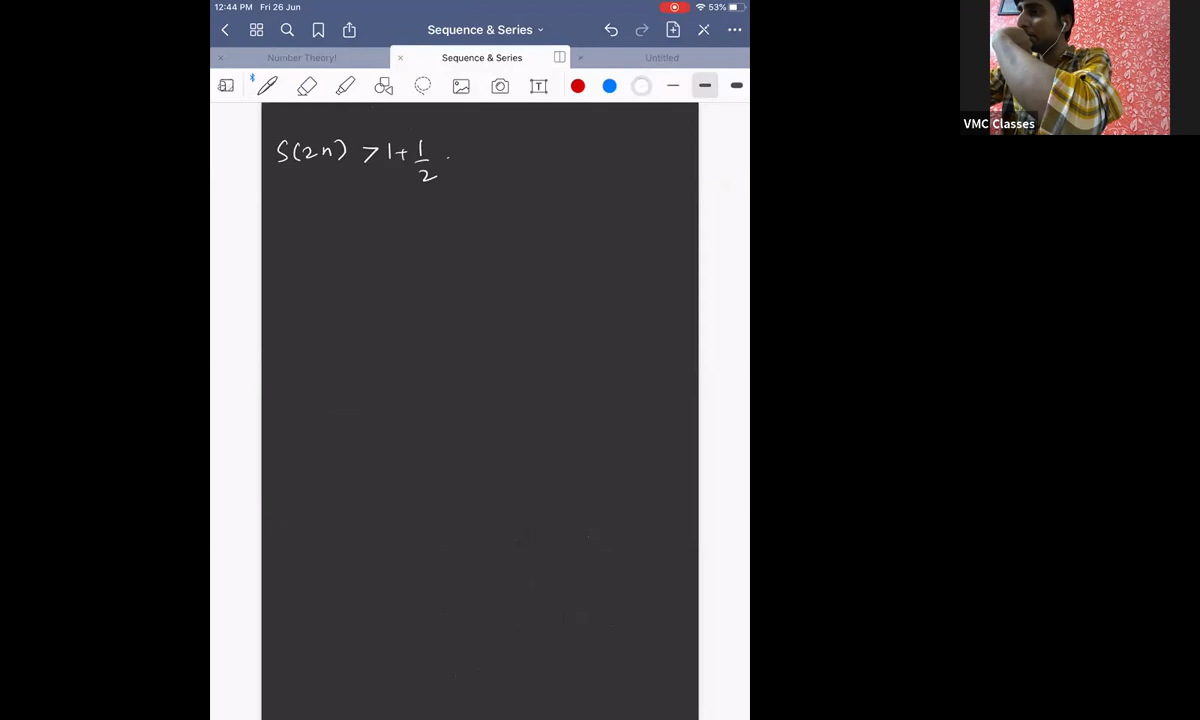 12:44 PM Fri 26 Jun
53%
Sequence & Series
Number Theory!
Sequence & Series
Untitled
S(2n) > 1 + 1/2 .
VMC Classes